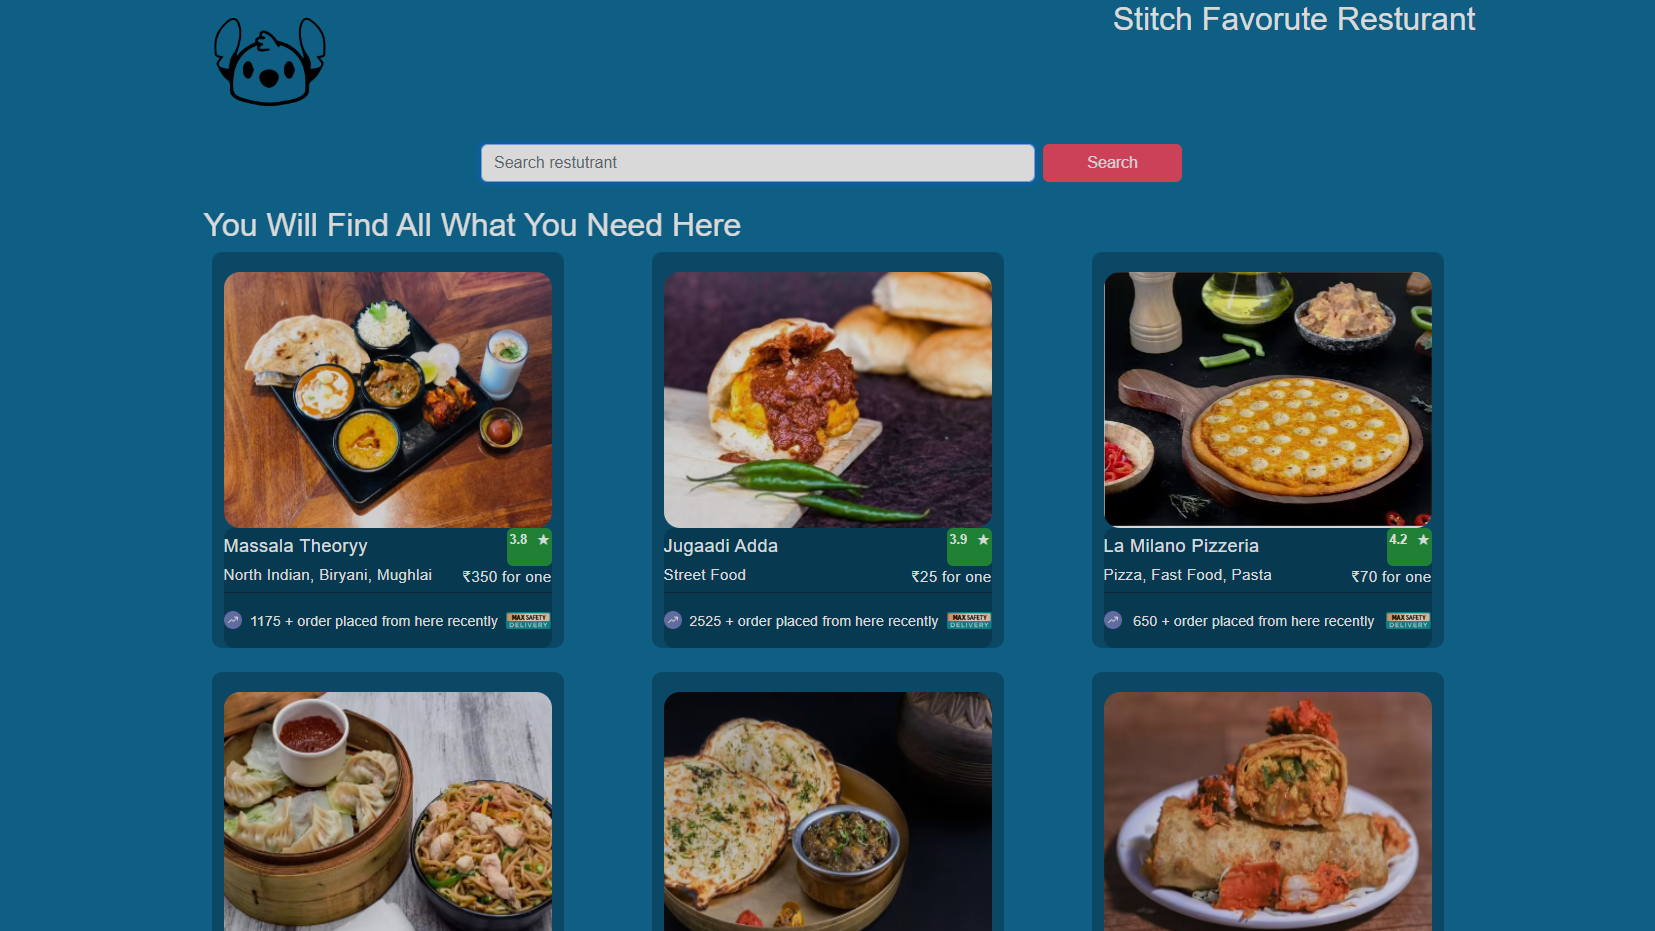 Stitch Favorute Resturant
Search restutrant
Search
You Will Find All What You Need Here
Massala Theoryy
3.8 ★
North Indian, Biryani, Mughlai
₹350 for one
1175 + order placed from here recently
MAX SAFETY
DELIVERY
Jugaadi Adda
3.9 ★
Street Food
₹25 for one
2525 + order placed from here recently
MAX SAFETY
DELIVERY
La Milano Pizzeria
4.2 ★
Pizza, Fast Food, Pasta
₹70 for one
650 + order placed from here recently
MAX SAFETY
DELIVERY